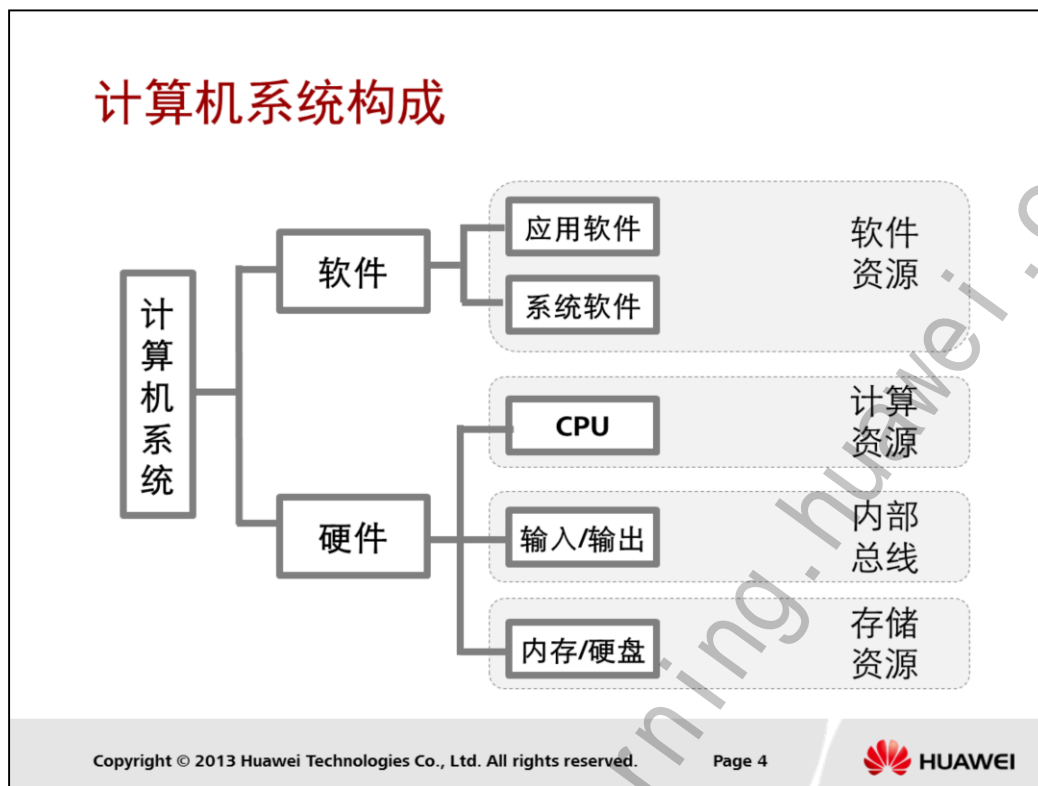 计算机系统构成
计算机系统
软件
应用软件
系统软件
软件
资源
硬件
CPU
计算
资源
输入/输出
内部
总线
内存/硬盘
存储
资源
rning.huawei.c
Copyright © 2013 Huawei Technologies Co., Ltd. All rights reserved.
Page 4
HUAWEI